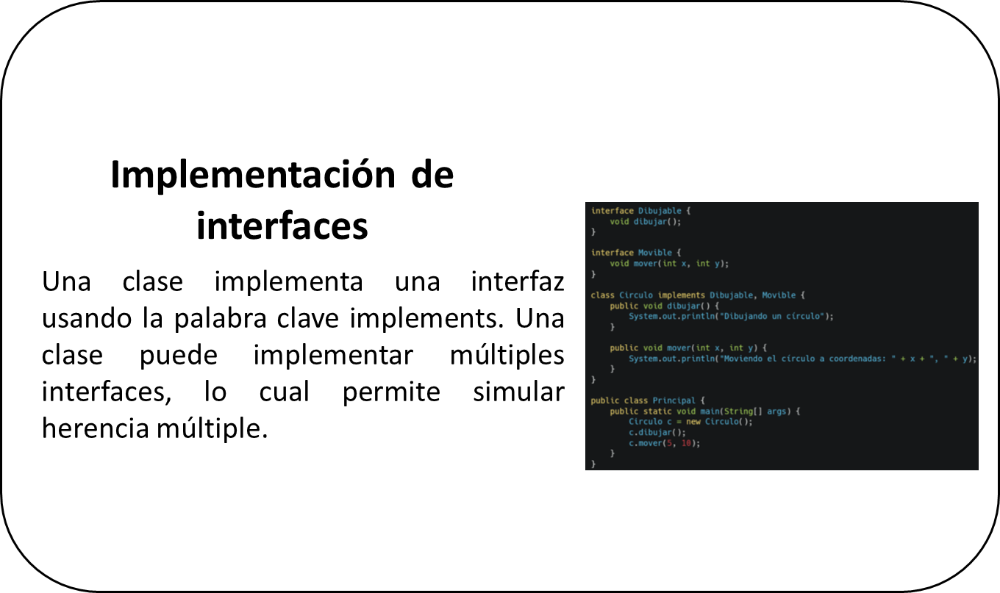 Implementación de
interfaces
Una clase implementa una interfaz
usando la palabra clave implements. Una
clase puede implementar múltiples
interfaces, lo cual permite simular
herencia múltiple.
interface Dibujable {
    void dibujar();
}
interface Movible {
    void mover(int x, int y);
}
class Circulo implements Dibujable, Movible {
    public void dibujar() {
        System.out.println("Dibujando un círculo");
    }
    public void mover(int x, int y) {
        System.out.println("Moviendo el círculo a coordenadas: " + x + ", " + y);
    }
}
public class Principal {
    public static void main(String[] args) {
        Circulo c = new Circulo();
        c.dibujar();
        c.mover(5, 10);
    }
}